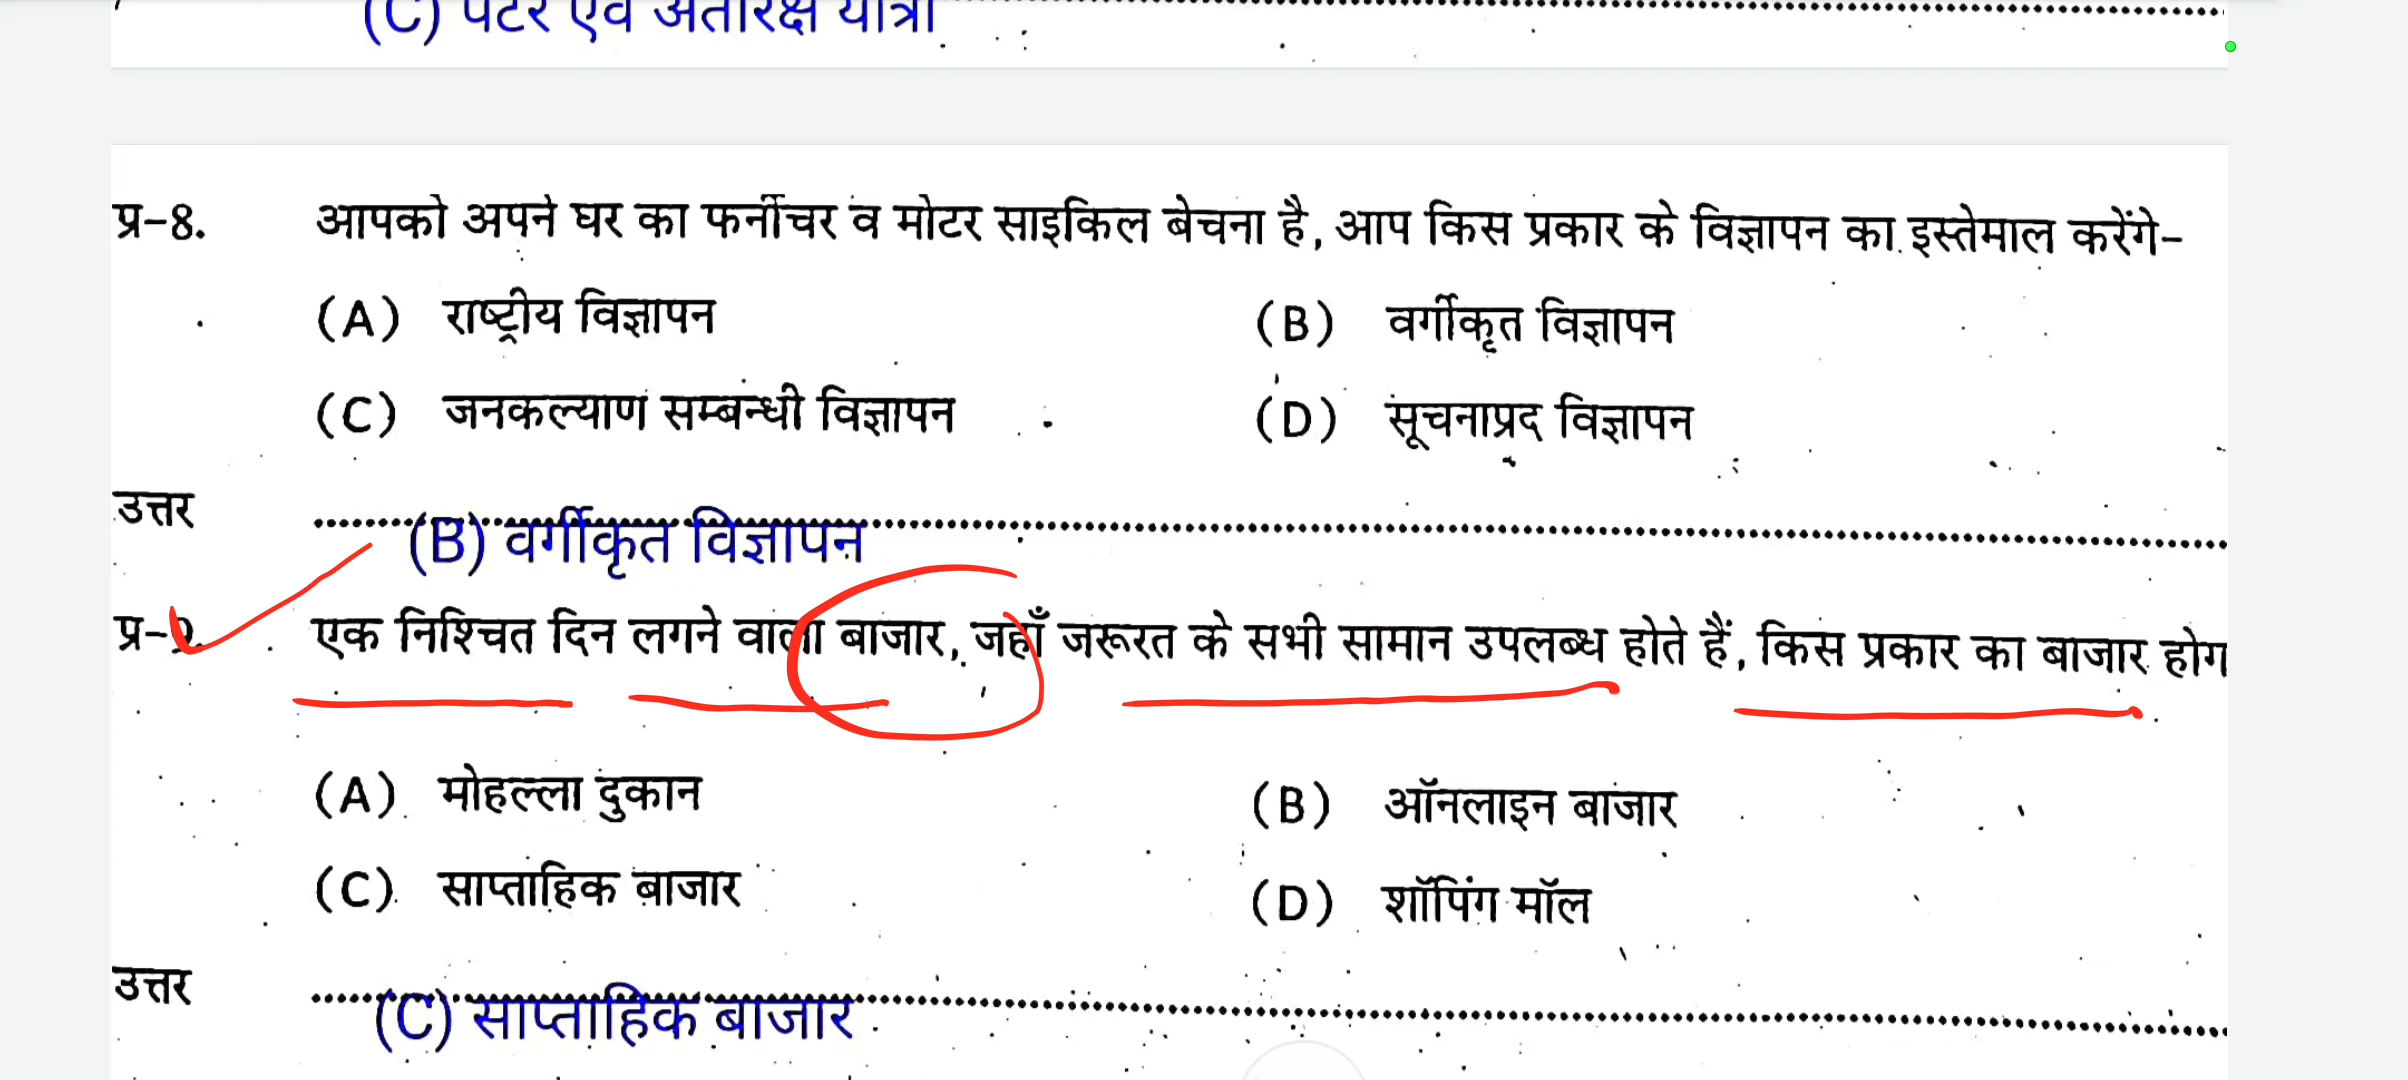 (C) पटर एवं अंतरिक्ष यात्रा
प्र-8. आपको अपने घर का फर्नीचर व मोटर साइकिल बेचना है, आप किस प्रकार के विज्ञापन का इस्तेमाल करेंगे-
(A) राष्ट्रीय विज्ञापन (B) वर्गीकृत विज्ञापन
(C) जनकल्याण सम्बन्धी विज्ञापन (D) सूचनाप्रद विज्ञापन
उत्तर (B) वर्गीकृत विज्ञापन
प्र-9. एक निश्चित दिन लगने वाला बाजार, जहाँ जरूरत के सभी सामान उपलब्ध होते हैं, किस प्रकार का बाजार होग
(A) मोहल्ला दुकान (B) ऑनलाइन बाजार
(C) साप्ताहिक बाजार (D) शॉपिंग मॉल
उत्तर (C) साप्ताहिक बाजार